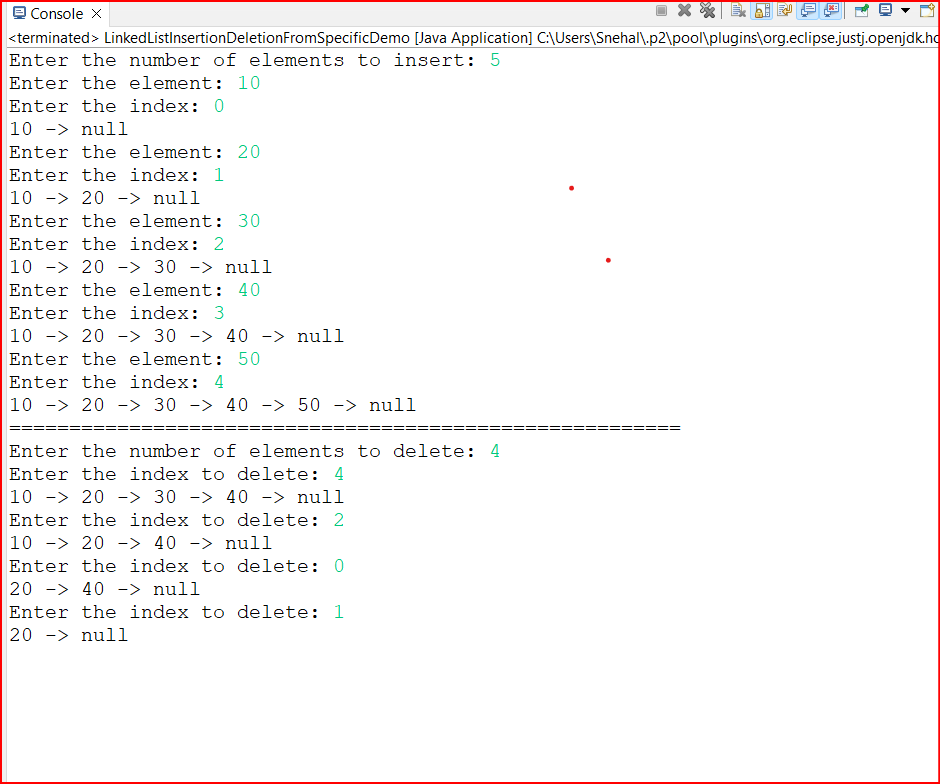 Console
<terminated> LinkedListInsertionDeletionFromSpecificDemo [Java Application] C:\Users\Snehal\.p2\pool\plugins\org.eclipse.justj.openjdk.ho
Enter the number of elements to insert: 5
Enter the element: 10
Enter the index: 0
10 -> null
Enter the element: 20
Enter the index: 1
10 -> 20 -> null
Enter the element: 30
Enter the index: 2
10 -> 20 -> 30 -> null
Enter the element: 40
Enter the index: 3
10 -> 20 -> 30 -> 40 -> null
Enter the element: 50
Enter the index: 4
10 -> 20 -> 30 -> 40 -> 50 -> null
========================================================
Enter the number of elements to delete: 4
Enter the index to delete: 4
10 -> 20 -> 30 -> 40 -> null
Enter the index to delete: 2
10 -> 20 -> 40 -> null
Enter the index to delete: 0
20 -> 40 -> null
Enter the index to delete: 1
20 -> null